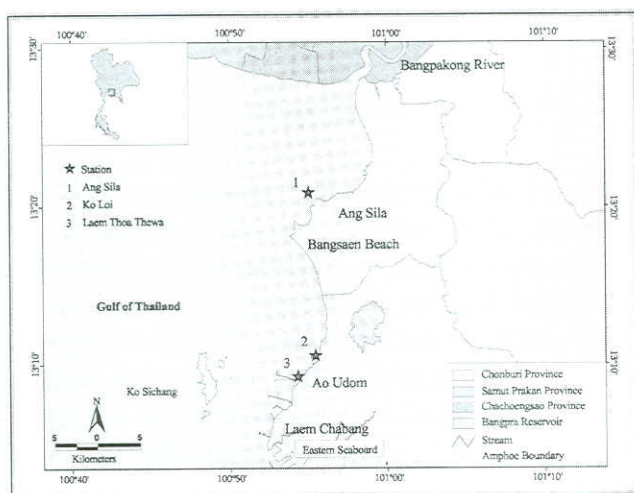 100°40' 100°50' 101°00' 101°10'
13°30' 13°30'
Bangpakong River
Station
1 Ang Sila
2 Ko Loi
3 Laem Thoa Thewa
1
13°20' 13°20'
Ang Sila
Bangsaen Beach
Gulf of Thailand
2
3
13°10' 13°10'
Ao Udom
Ko Sichang
N
5 0 5
Kilometers
Laem Chabang
Eastern Seaboard
Chonburi Province
Samut Prakan Province
Chachoengsao Province
Bangpra Reservoir
Stream
Amphoe Boundary
100°40' 100°50' 101°00' 101°10'